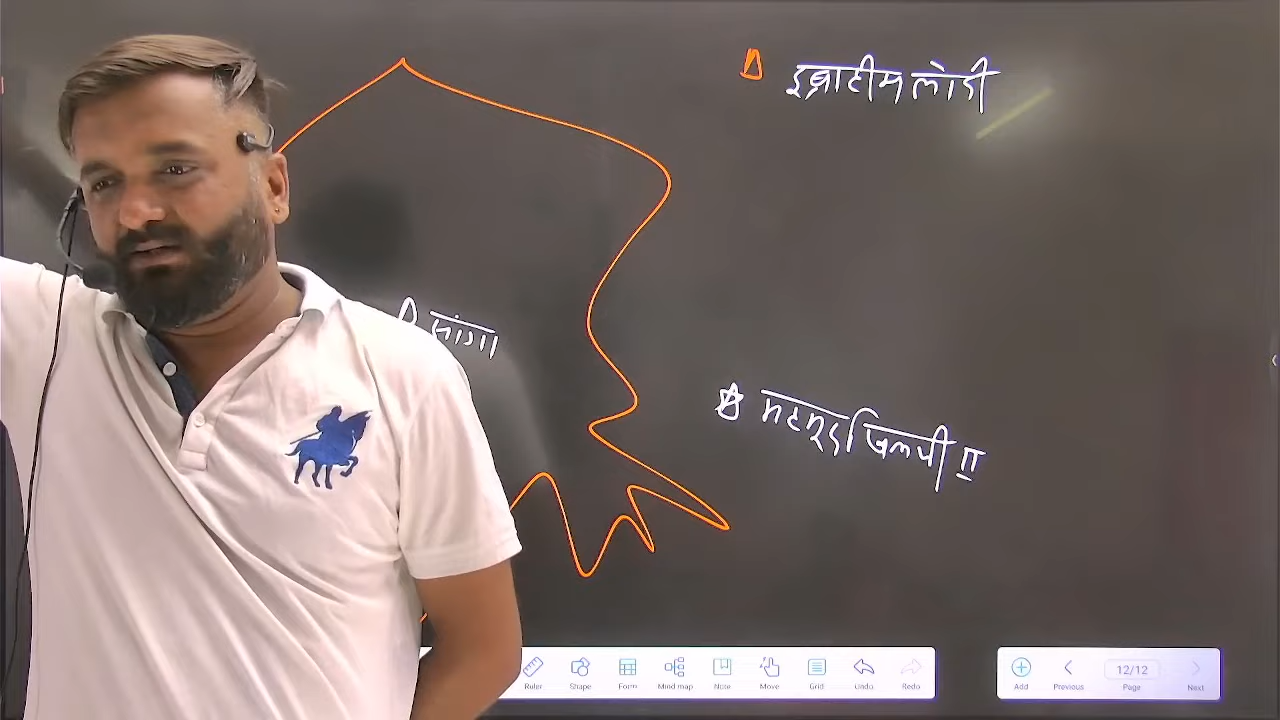 इब्राहीम लोदी
सांगा
महमूद खिलची II
Ruler Shape Form Mind map Note Move Grid Undo Redo
Add Previous 12/12 Page Next